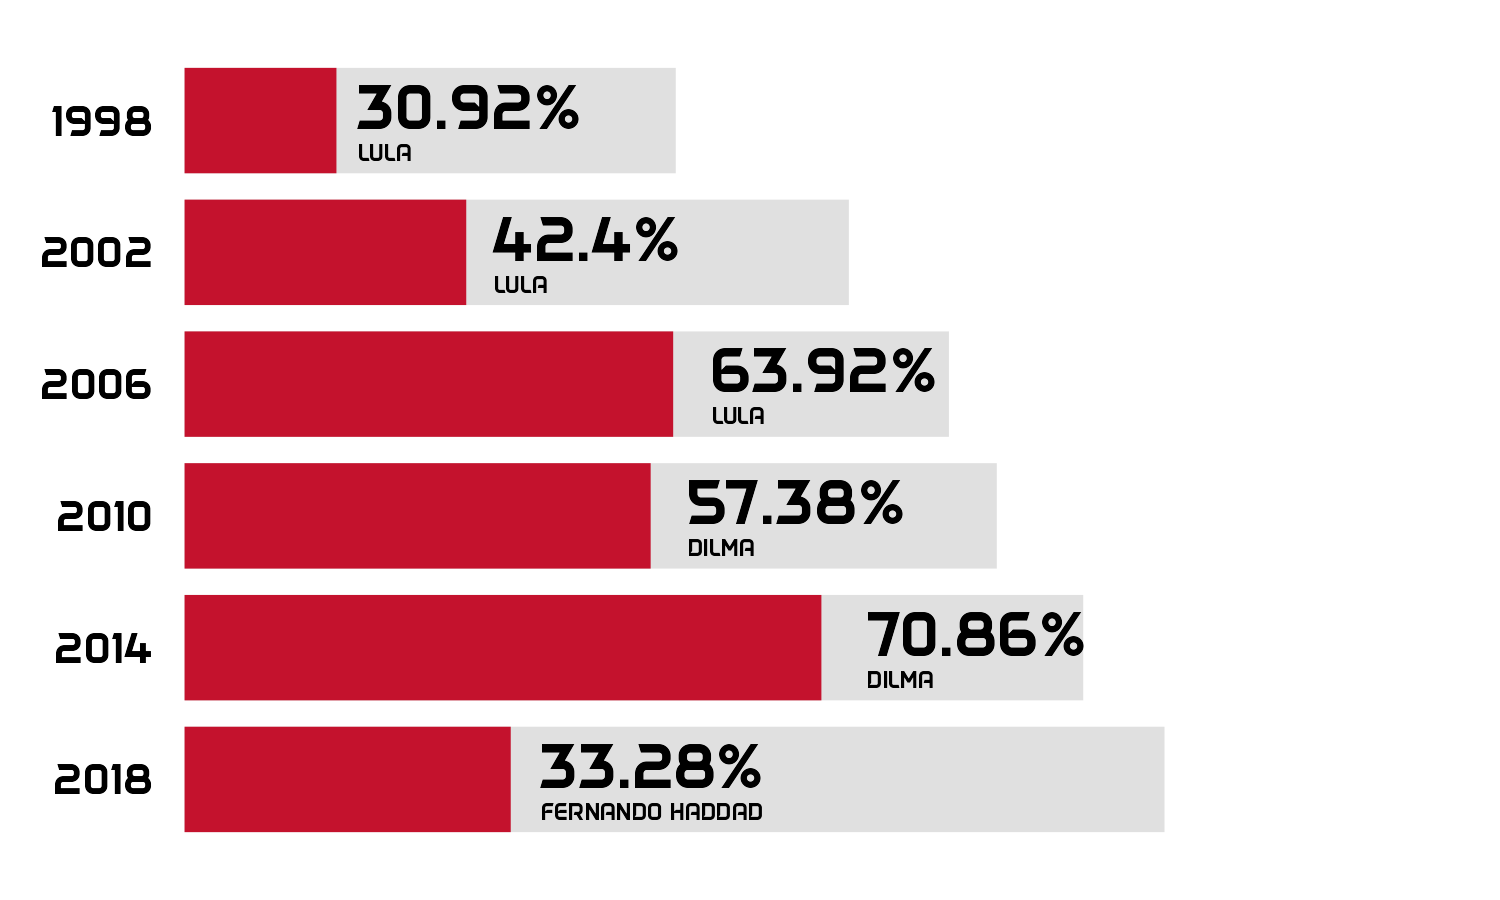 1998
30.92%
LULA
2002
42.4%
LULA
2006
63.92%
LULA
2010
57.38%
DILMA
2014
70.86%
DILMA
2018
33.28%
FERNANDO HADDAD